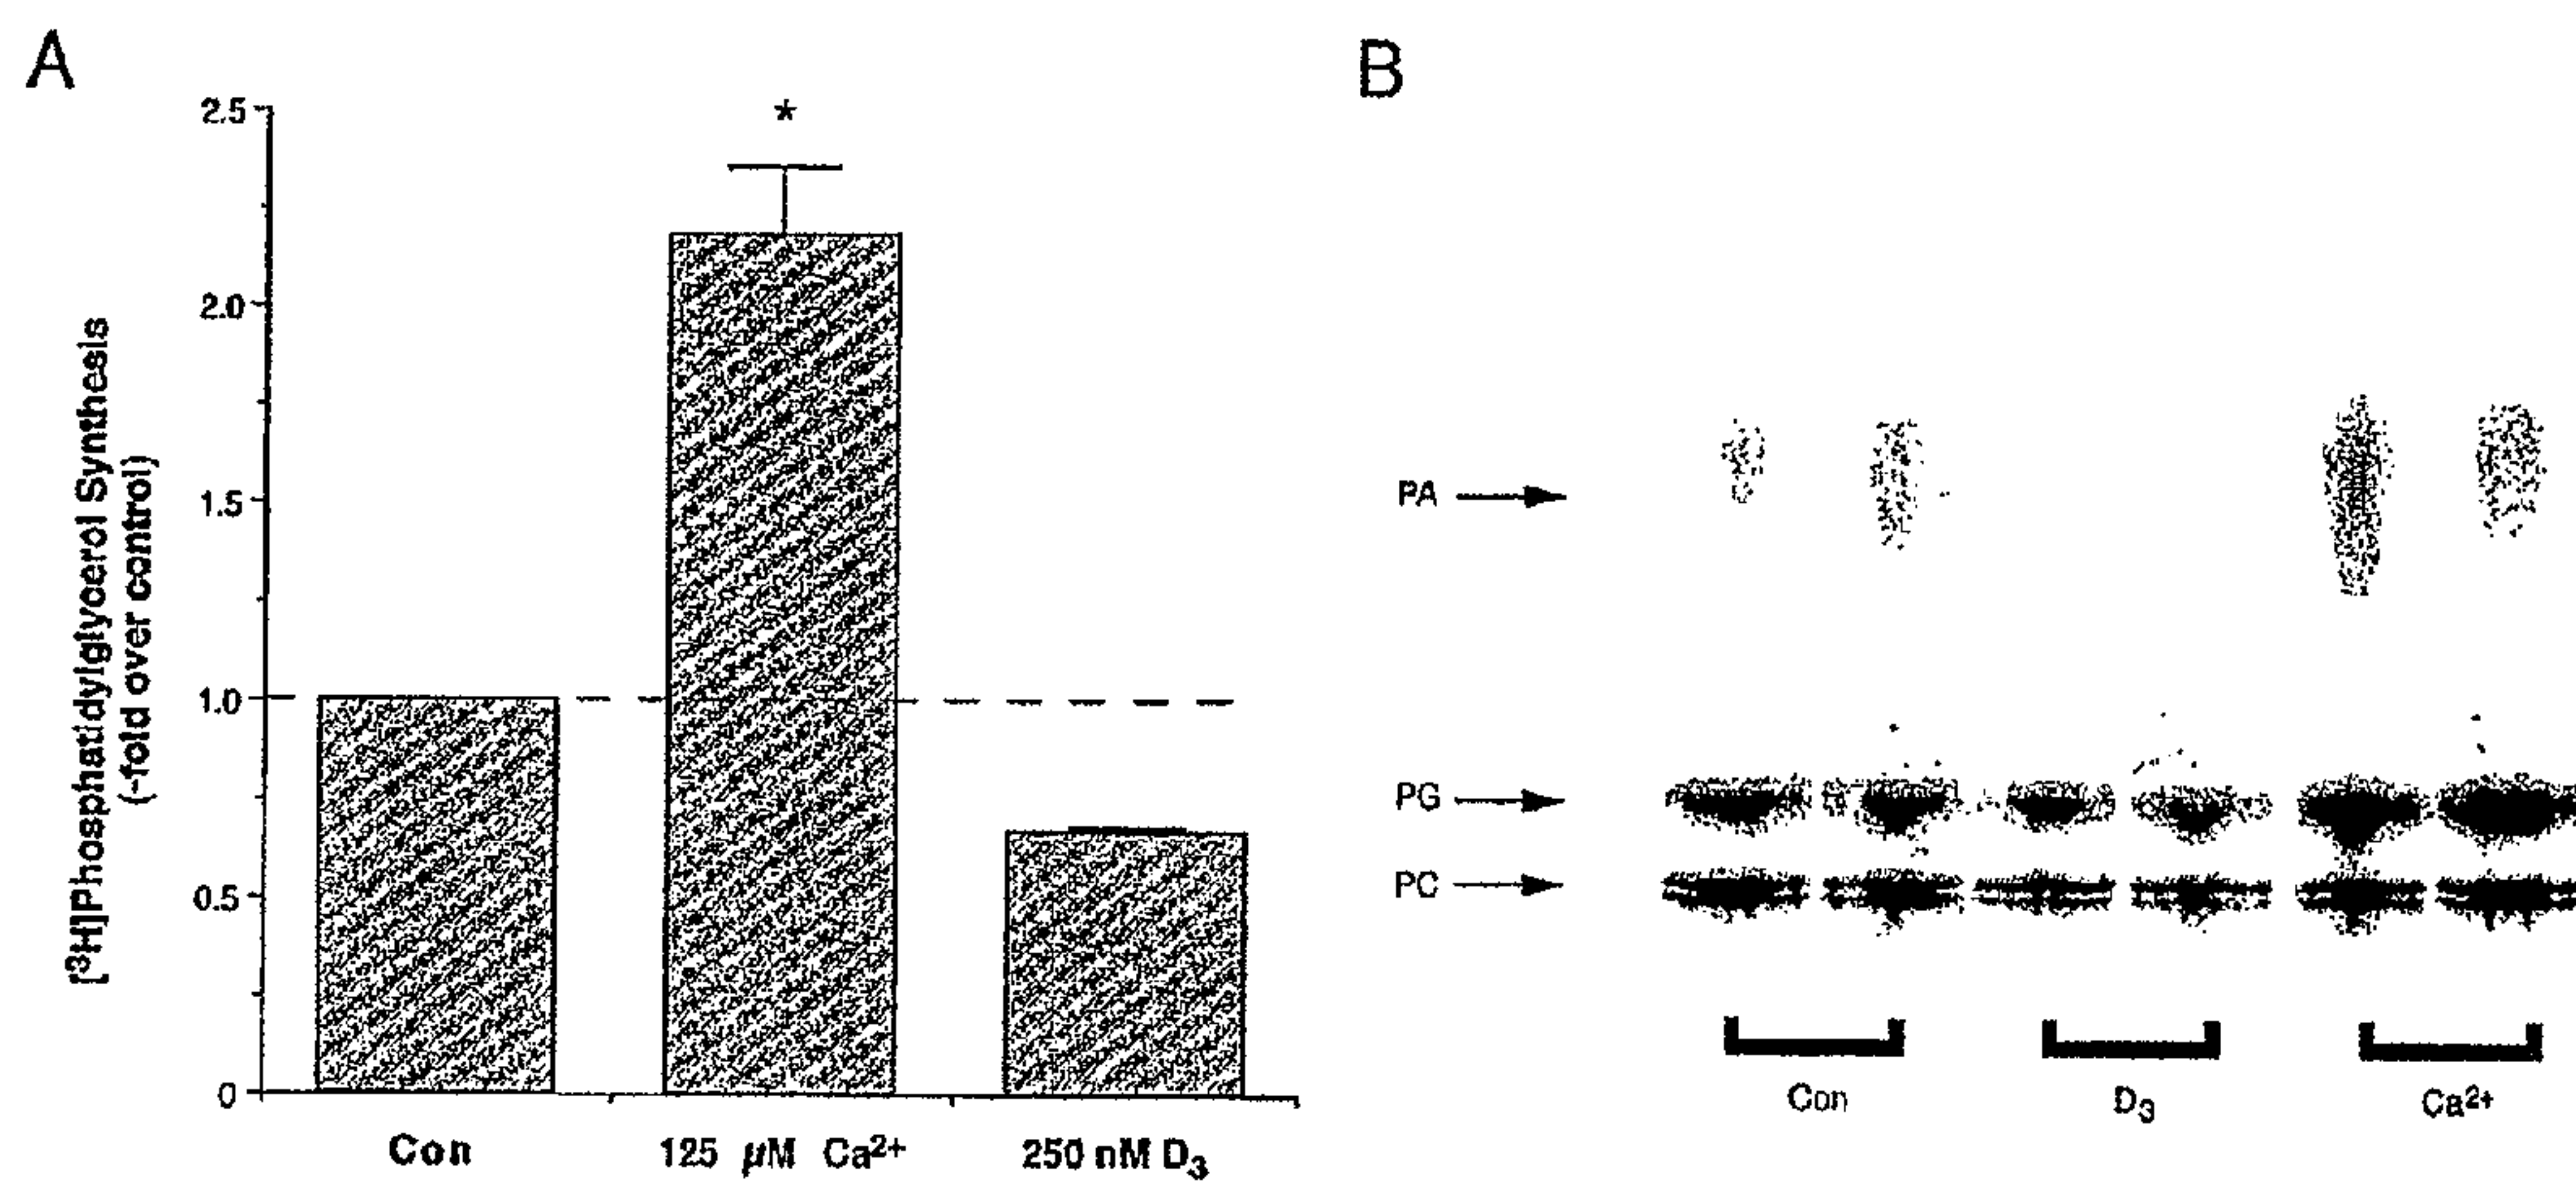 A
B
2.5
*
2.0
1.5
1.0
0.5
0
[³H]Phosphatidylglycerol Synthesis
(-fold over control)
Con
125 µM Ca²⁺
250 nM D₃
PA
PG
PC
Con
D₃
Ca²⁺